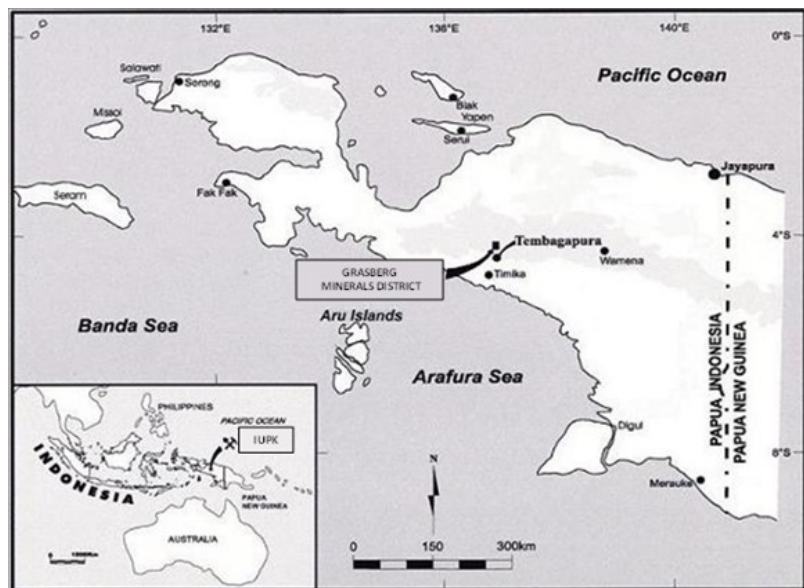 132°E
136°E
140°E
0°S
Pacific Ocean
Salawati
Sorong
Misool
Biak
Yapen
Serui
Jayapura
Seram
Fak Fak
4°S
Tembagapura
Wamena
GRASBERG
MINERALS DISTRICT
Timika
Banda Sea
Aru Islands
Arafura Sea
PAPUA INDONESIA
PAPUA NEW GUINEA
Digul
8°S
Merauke
N
0
150
300km
PHILIPPINES
PACIFIC OCEAN
IUPK
INDONESIA
PAPUA
NEW GUINEA
AUSTRALIA
0